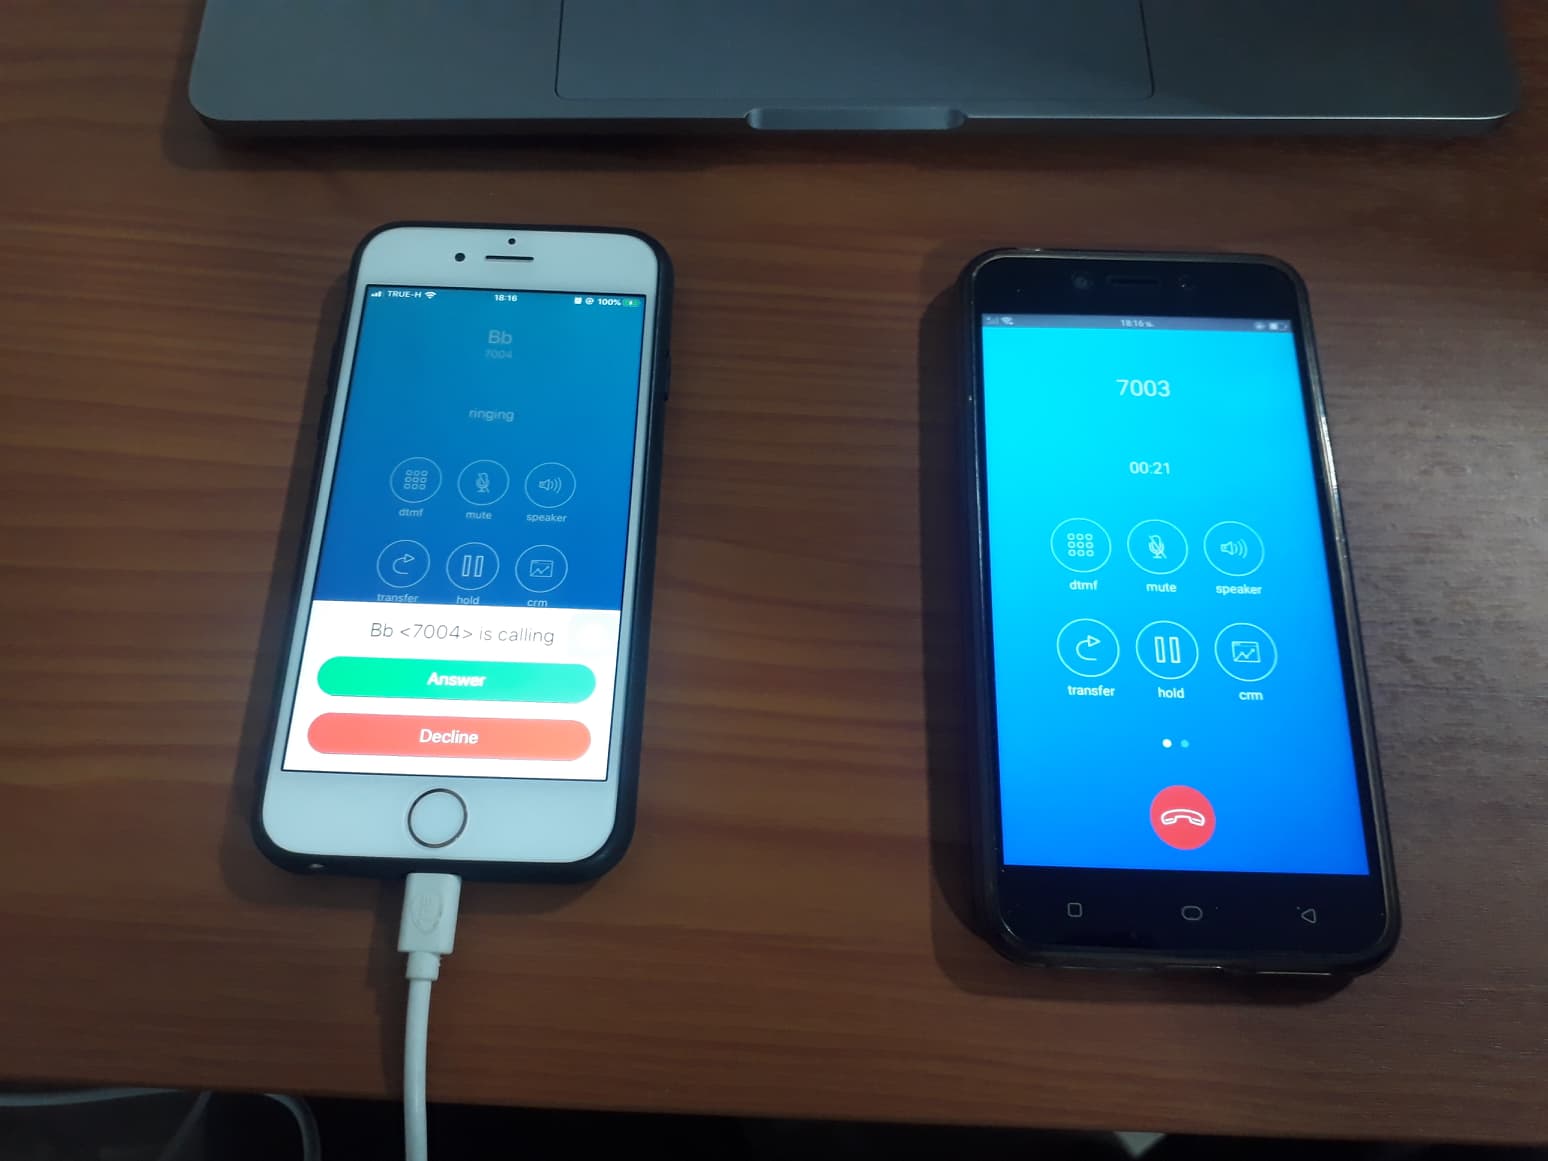 TRUE-H 18:16 100%
Bb
7004
ringing
dtmf mute speaker
transfer hold crm
Bb <7004> is calling
Answer
Decline
18:16 น.
7003
00:21
dtmf mute speaker
transfer hold crm